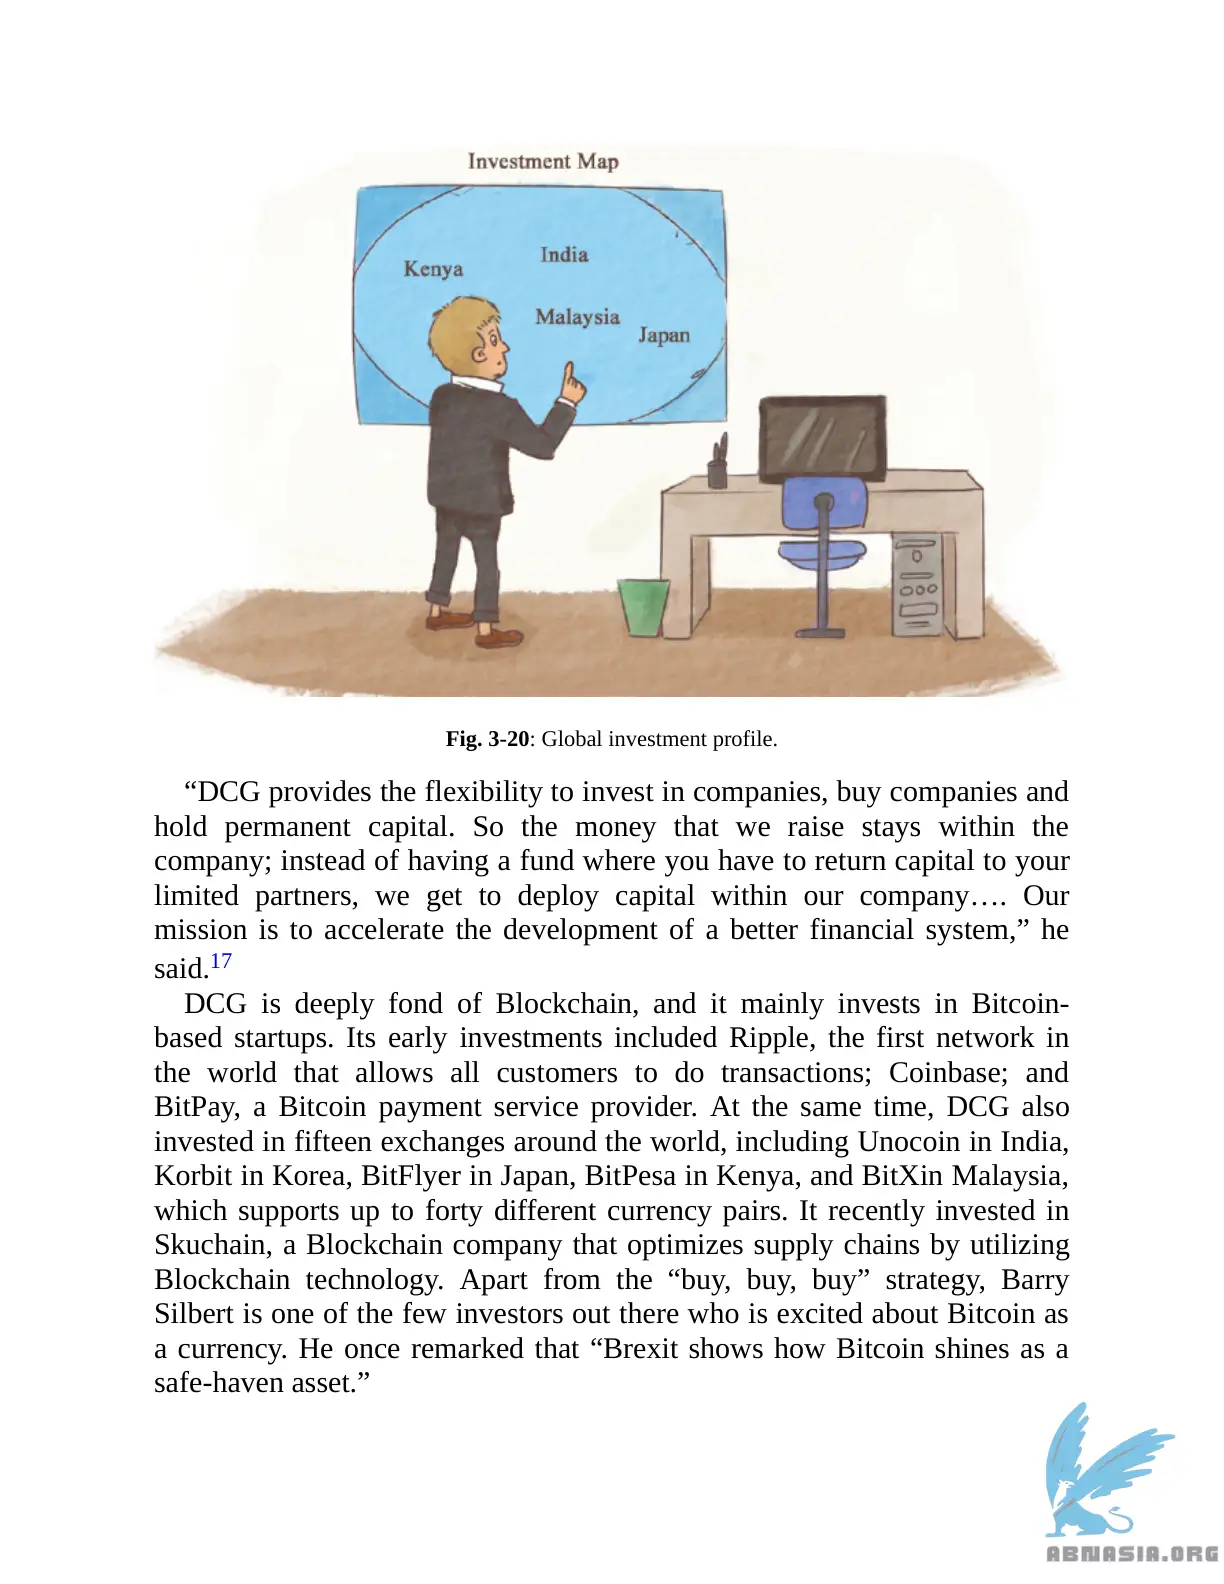 Investment Map
India
Kenya
Malaysia
Japan
Fig. 3-20: Global investment profile.
“DCG provides the flexibility to invest in companies, buy companies and
hold permanent capital. So the money that we raise stays within the
company; instead of having a fund where you have to return capital to your
limited partners, we get to deploy capital within our company…. Our
mission is to accelerate the development of a better financial system,” he
said.17
DCG is deeply fond of Blockchain, and it mainly invests in Bitcoin-
based startups. Its early investments included Ripple, the first network in
the world that allows all customers to do transactions; Coinbase; and
BitPay, a Bitcoin payment service provider. At the same time, DCG also
invested in fifteen exchanges around the world, including Unocoin in India,
Korbit in Korea, BitFlyer in Japan, BitPesa in Kenya, and BitXin Malaysia,
which supports up to forty different currency pairs. It recently invested in
Skuchain, a Blockchain company that optimizes supply chains by utilizing
Blockchain technology. Apart from the “buy, buy, buy” strategy, Barry
Silbert is one of the few investors out there who is excited about Bitcoin as
a currency. He once remarked that “Brexit shows how Bitcoin shines as a
safe-haven asset.”
ABNASIA.ORG